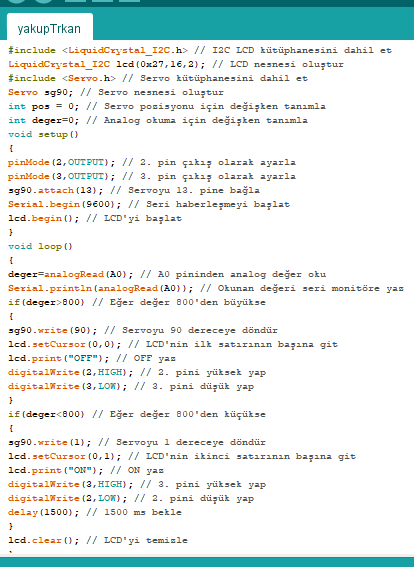 yakupTrkan
#include <LiquidCrystal_I2C.h> // I2C LCD kütüphanesini dahil et
LiquidCrystal_I2C lcd(0x27,16,2); // LCD nesnesi oluştur
#include <Servo.h> // Servo kütüphanesini dahil et
Servo sg90; // Servo nesnesi oluştur
int pos = 0; // Servo pozisyonu için değişken tanımla
int deger=0; // Analog okuma için değişken tanımla
void setup()
{
pinMode(2,OUTPUT); // 2. pin çıkış olarak ayarla
pinMode(3,OUTPUT); // 3. pin çıkış olarak ayarla
sg90.attach(13); // Servoyu 13. pine bağla
Serial.begin(9600); // Seri haberleşmeyi başlat
lcd.begin(); // LCD'yi başlat
}
void loop()
{
deger=analogRead(A0); // A0 pininden analog değer oku
Serial.println(analogRead(A0)); // Okunan değeri seri monitöre yaz
if(deger>800) // Eğer değer 800'den büyükse
{
sg90.write(90); // Servoyu 90 dereceye döndür
lcd.setCursor(0,0); // LCD'nin ilk satırının başına git
lcd.print("OFF"); // OFF yaz
digitalWrite(2,HIGH); // 2. pini yüksek yap
digitalWrite(3,LOW); // 3. pini düşük yap
}
if(deger<800) // Eğer değer 800'den küçükse
{
sg90.write(1); // Servoyu 1 dereceye döndür
lcd.setCursor(0,1); // LCD'nin ikinci satırının başına git
lcd.print("ON"); // ON yaz
digitalWrite(3,HIGH); // 3. pini yüksek yap
digitalWrite(2,LOW); // 2. pini düşük yap
delay(1500); // 1500 ms bekle
}
lcd.clear(); // LCD'yi temizle